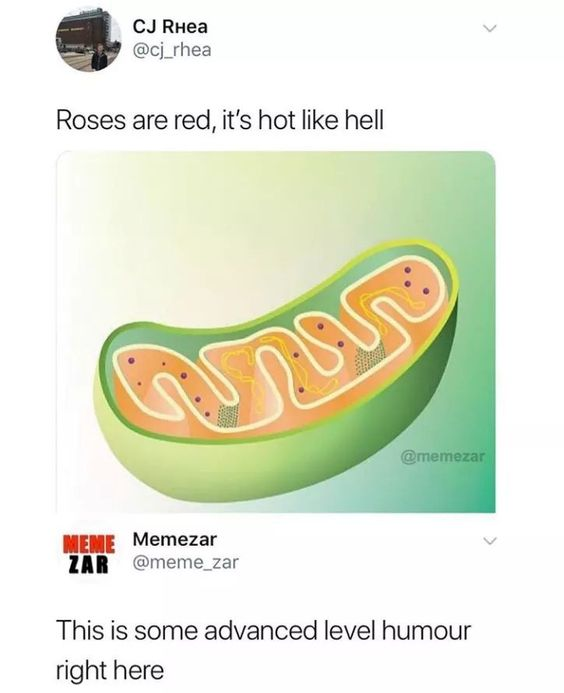 CJ Rhea
@cj_rhea
Roses are red, it's hot like hell
@memezar
MEME
ZAR
Memezar
@meme_zar
This is some advanced level humour
right here